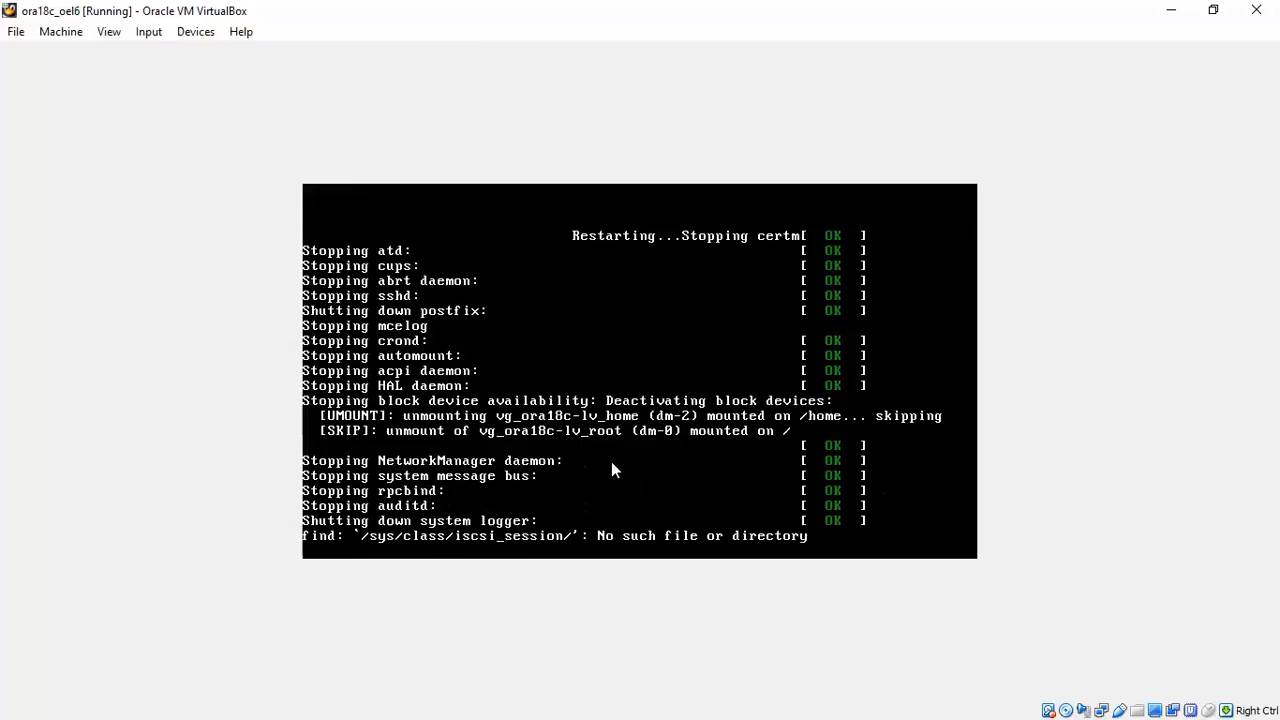 ora18c_oel6 [Running] - Oracle VM VirtualBox
File Machine View Input Devices Help
Restarting...Stopping certm[ OK ]
Stopping atd: [ OK ]
Stopping cups: [ OK ]
Stopping abrt daemon: [ OK ]
Stopping sshd: [ OK ]
Shutting down postfix: [ OK ]
Stopping mcelog
Stopping crond: [ OK ]
Stopping automount: [ OK ]
Stopping acpi daemon: [ OK ]
Stopping HAL daemon: [ OK ]
Stopping block device availability: Deactivating block devices:
[UMOUNT]: unmounting vg_ora18c-lv_home (dm-2) mounted on /home... skipping
[SKIP]: unmount of vg_ora18c-lv_root (dm-0) mounted on /
[ OK ]
Stopping NetworkManager daemon: [ OK ]
Stopping system message bus: [ OK ]
Stopping rpcbind: [ OK ]
Stopping auditd: [ OK ]
Shutting down system logger: [ OK ]
find: `/sys/class/iscsi_session/': No such file or directory
Right Ctrl